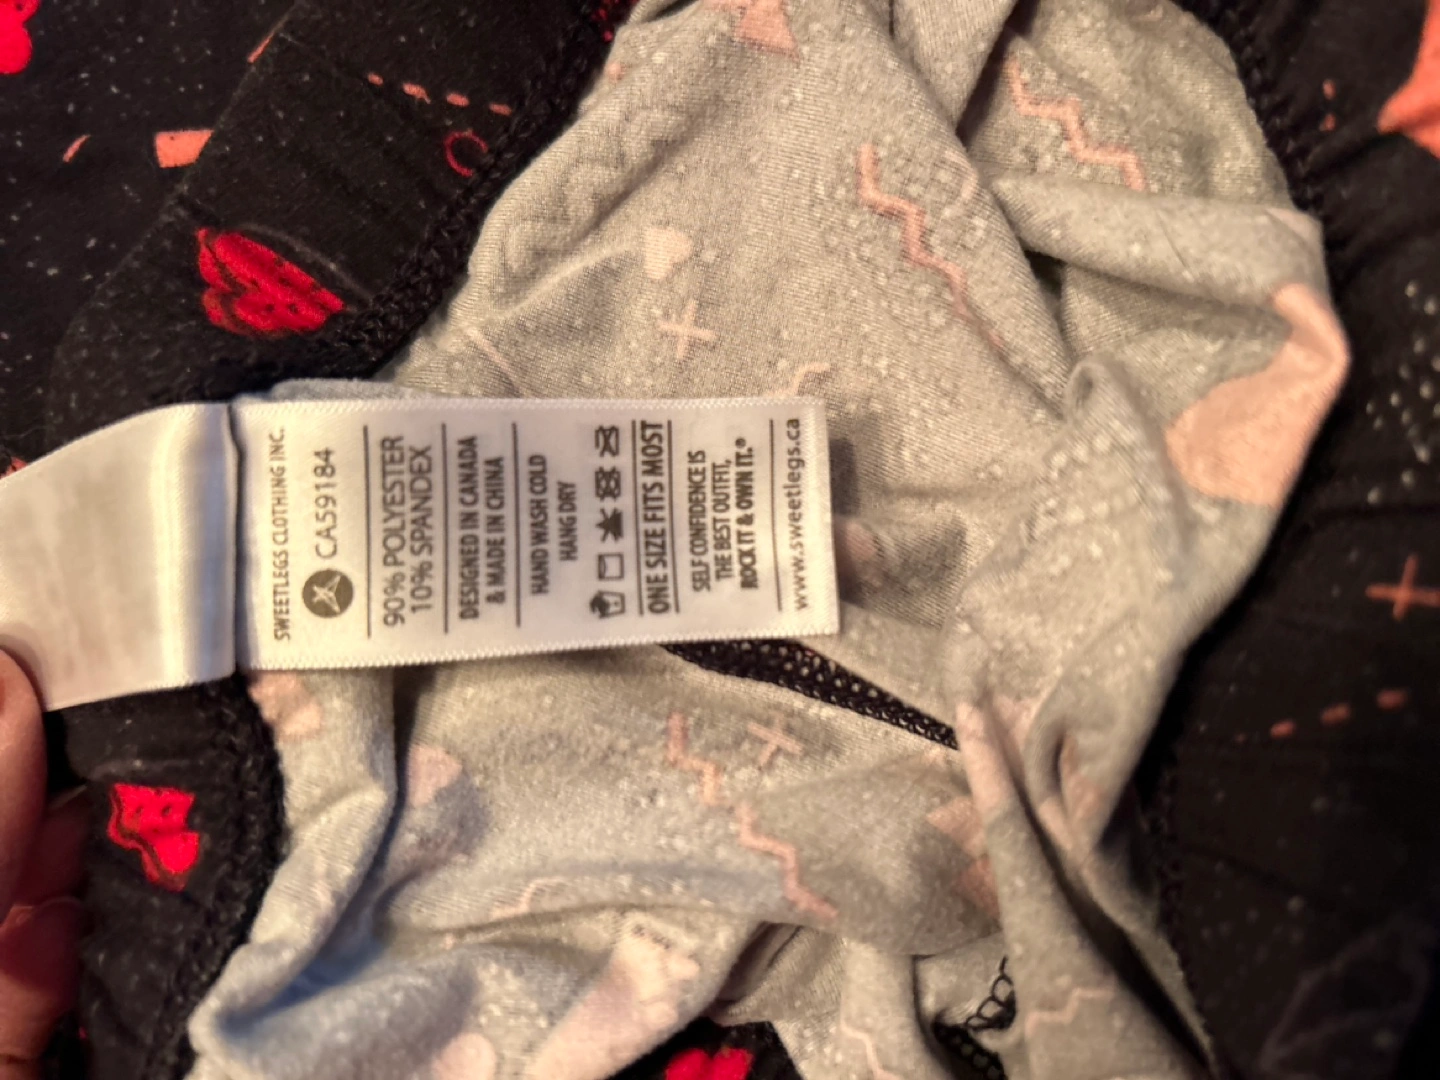 SWEETLEGS CLOTHING INC.
CA59184
90% POLYESTER
10% SPANDEX
DESIGNED IN CANADA
& MADE IN CHINA
HAND WASH COLD
HANG DRY
ONE SIZE FITS MOST
SELF CONFIDENCE IS
THE BEST OUTFIT,
ROCK IT & OWN IT.®
www.sweetlegs.ca